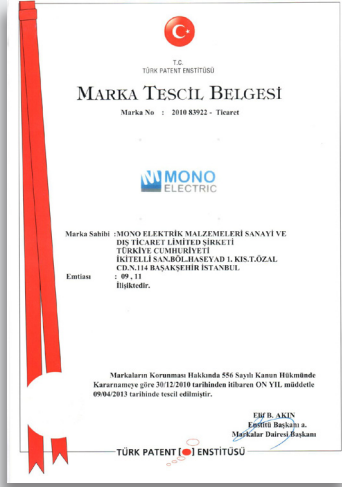 T.C.
TÜRK PATENT ENSTİTÜSÜ
MARKA TESCİL BELGESİ
Marka No : 2010 83922 - Ticaret
MONO
ELECTRIC
Marka Sahibi :MONO ELEKTRİK MALZEMELERİ SANAYİ VE
DIŞ TİCARET LİMİTED ŞİRKETİ
TÜRKİYE CUMHURİYETİ
İKİTELLİ SAN.BÖL.HASEYAD 1. KIS.T.ÖZAL
CD.N.114 BAŞAKŞEHİR İSTANBUL
Emtiası : 09 , 11
İlişiktedir.
Markaların Korunması Hakkında 556 Sayılı Kanun Hükmünde
Kararnameye göre 30/12/2010 tarihinden itibaren ON YIL müddetle
09/04/2013 tarihinde tescil edilmiştir.
Elif B. AKIN
Enstitü Başkanı a.
Markalar Dairesi Başkanı
TÜRK PATENT ENSTİTÜSÜ